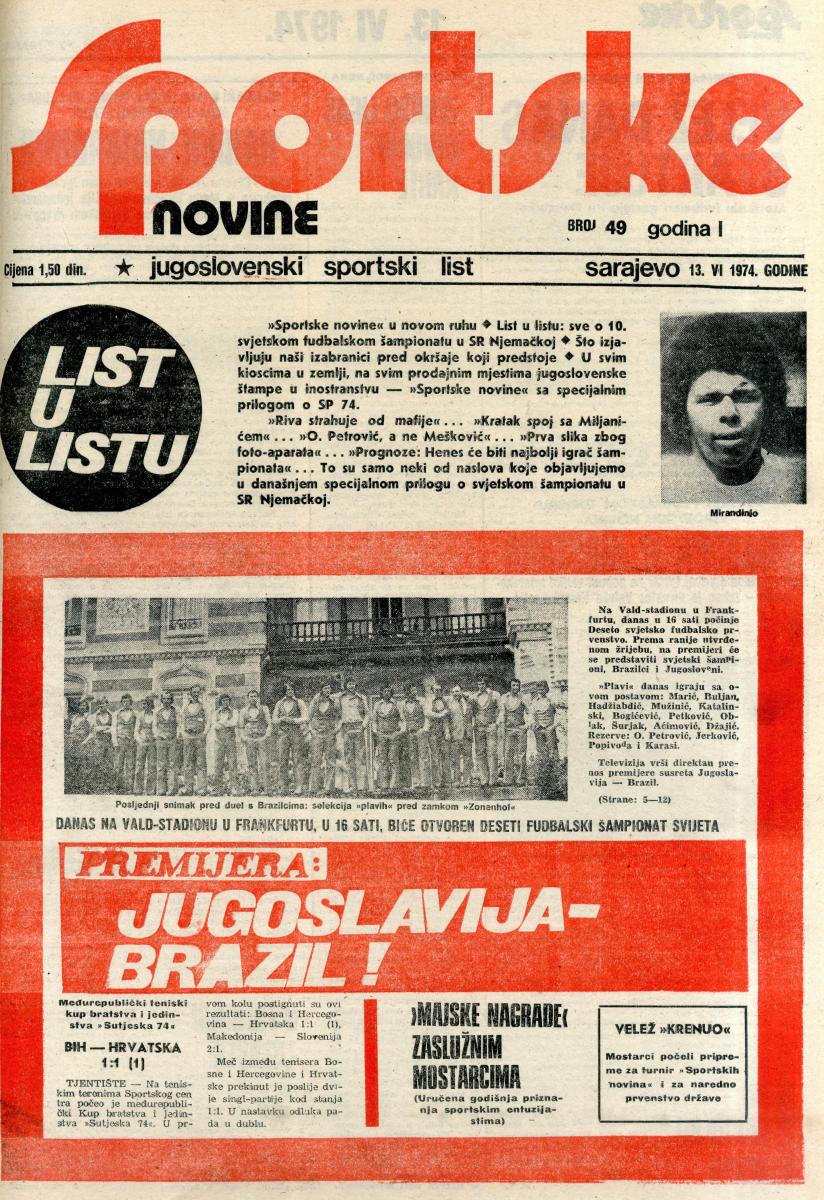 Sportske
NOVINE
BROJ 49 godina I
Cijena 1,50 din. ★ jugoslovenski sportski list sarajevo 13. VI 1974. GODINE
LIST
U
LISTU
»Sportske novine« u novom ruhu ◆ List u listu: sve o 10.
svjetskom fudbalskom šampionatu u SR Njemačkoj ◆ Što izja-
vljuju naši izabranici pred okršaje koji predstoje ◆ U svim
kioscima u zemlji, na svim prodajnim mjestima jugoslovenske
štampe u inostranstvu — »Sportske novine« sa specijalnim
prilogom o SP 74.
»Riva strahuje od mafije«... »Kratak spoj sa Miljani-
ćem«... »O. Petrović, a ne Mešković«... »Prva slika zbog
foto-aparata«... »Prognoze: Henes će biti najbolji igrač šam-
pionata«... To su samo neki od naslova koje objavljujemo
u današnjem specijalnom prilogu o svjetskom šampionatu u
SR Njemačkoj.
Mirandinjo
Na Vald-stadionu u Frank-
furtu, danas u 16 sati počinje
Deseto svjetsko fudbalsko pr-
venstvo. Prema ranije utvrđe-
nom žrijebu, na premijeri će
se predstaviti svjetski šampi-
oni, Brazilci i Jugosloveni.
»Plavi« danas igraju sa o-
vom postavom: Marić, Buljan,
Hadžiabdić, Mužinić, Katalin-
ski, Bogićević, Petković, Ob-
lak, Šurjak, Aćimović, Džajić.
Rezerve: O. Petrović, Jerković,
Popivoda i Karasi.
Televizija vrši direktan pre-
nos premijere susreta Jugosla-
vija — Brazil.
(Strane: 5—12)
Posljednji snimak pred duel s Brazilcima: selekcija »plavih« pred zamkom »Zonenhof«
DANAS NA VALD-STADIONU U FRANKFURTU, U 16 SATI, BIĆE OTVOREN DESETI FUDBALSKI ŠAMPIONAT SVIJETA
PREMIJERA:
JUGOSLAVIJA-
BRAZIL!
Međurepublički teniski
kup bratstva i jedin-
stva »Sutjeska 74«
BIH — HRVATSKA
1:1 (1)
TJENTIŠTE — Na tenis-
kim terenima Sportskog cen
tra počeo je međurepubli-
čki Kup bratstva i jedin-
stva »Sutjeska 74«. U pr-
vom kolu postignuti su ovi
rezultati: Bosna i Hercego-
vina — Hrvatska 1:1 (1),
Makedonija — Slovenija
2:1.
Meč između tenisera Bos-
ne i Hercegovine i Hrvat-
ske prekinut je poslije dvi-
je singl-partije kod stanja
1:1. U nastavku odluka pa-
da u dublu.
»MAJSKE NAGRADE«
ZASLUŽNIM
MOSTARCIMA
(Uručena godišnja prizna-
nja sportskim entuzija-
stima)
VELEŽ »KRENUO«
Mostarci počeli pripre-
me za turnir »Sportskih
novina« i za naredno
prvenstvo države